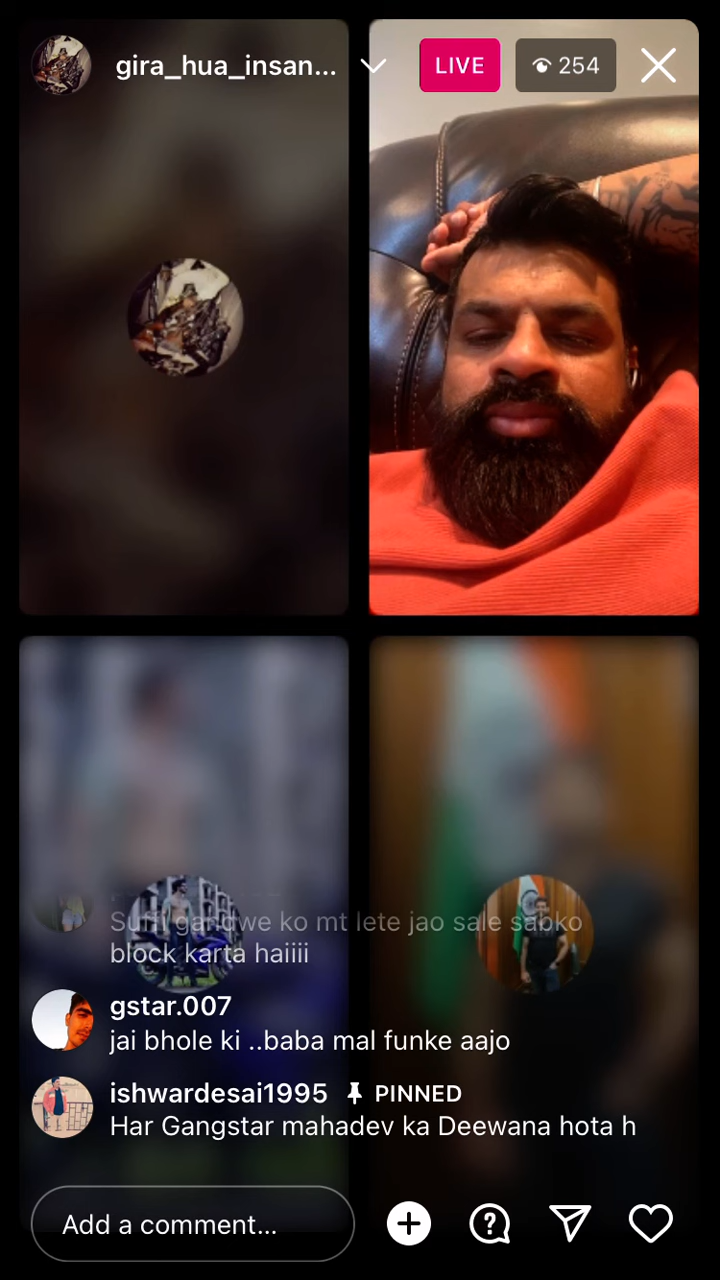 gira_hua_insan...
LIVE
254
Suffi gandwe ko mt lete jao sale sabko
block karta haiiii
gstar.007
jai bhole ki ..baba mal funke aajo
ishwardesai1995 PINNED
Har Gangstar mahadev ka Deewana hota h
Add a comment...